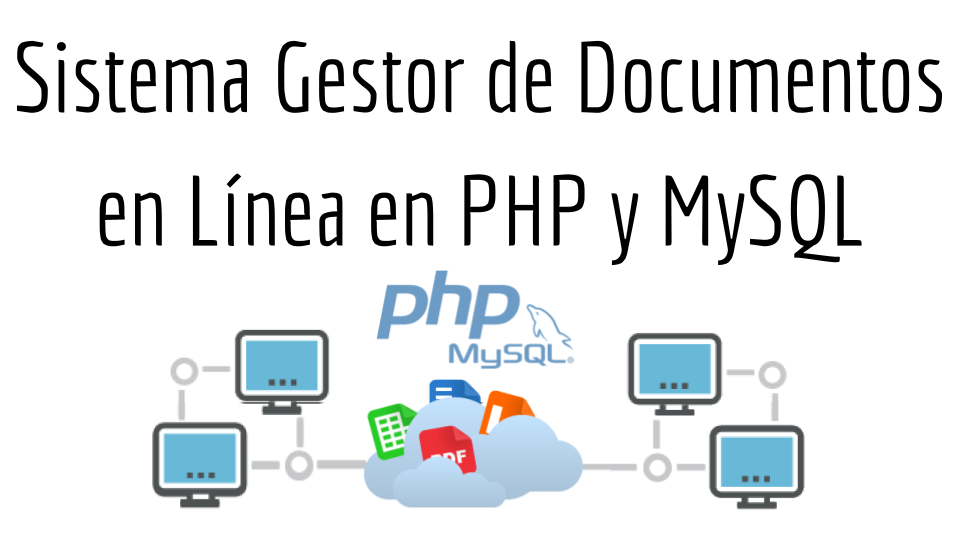 Sistema Gestor de Documentos
en Línea en PHP y MySQL
php
MySQL®
PDF